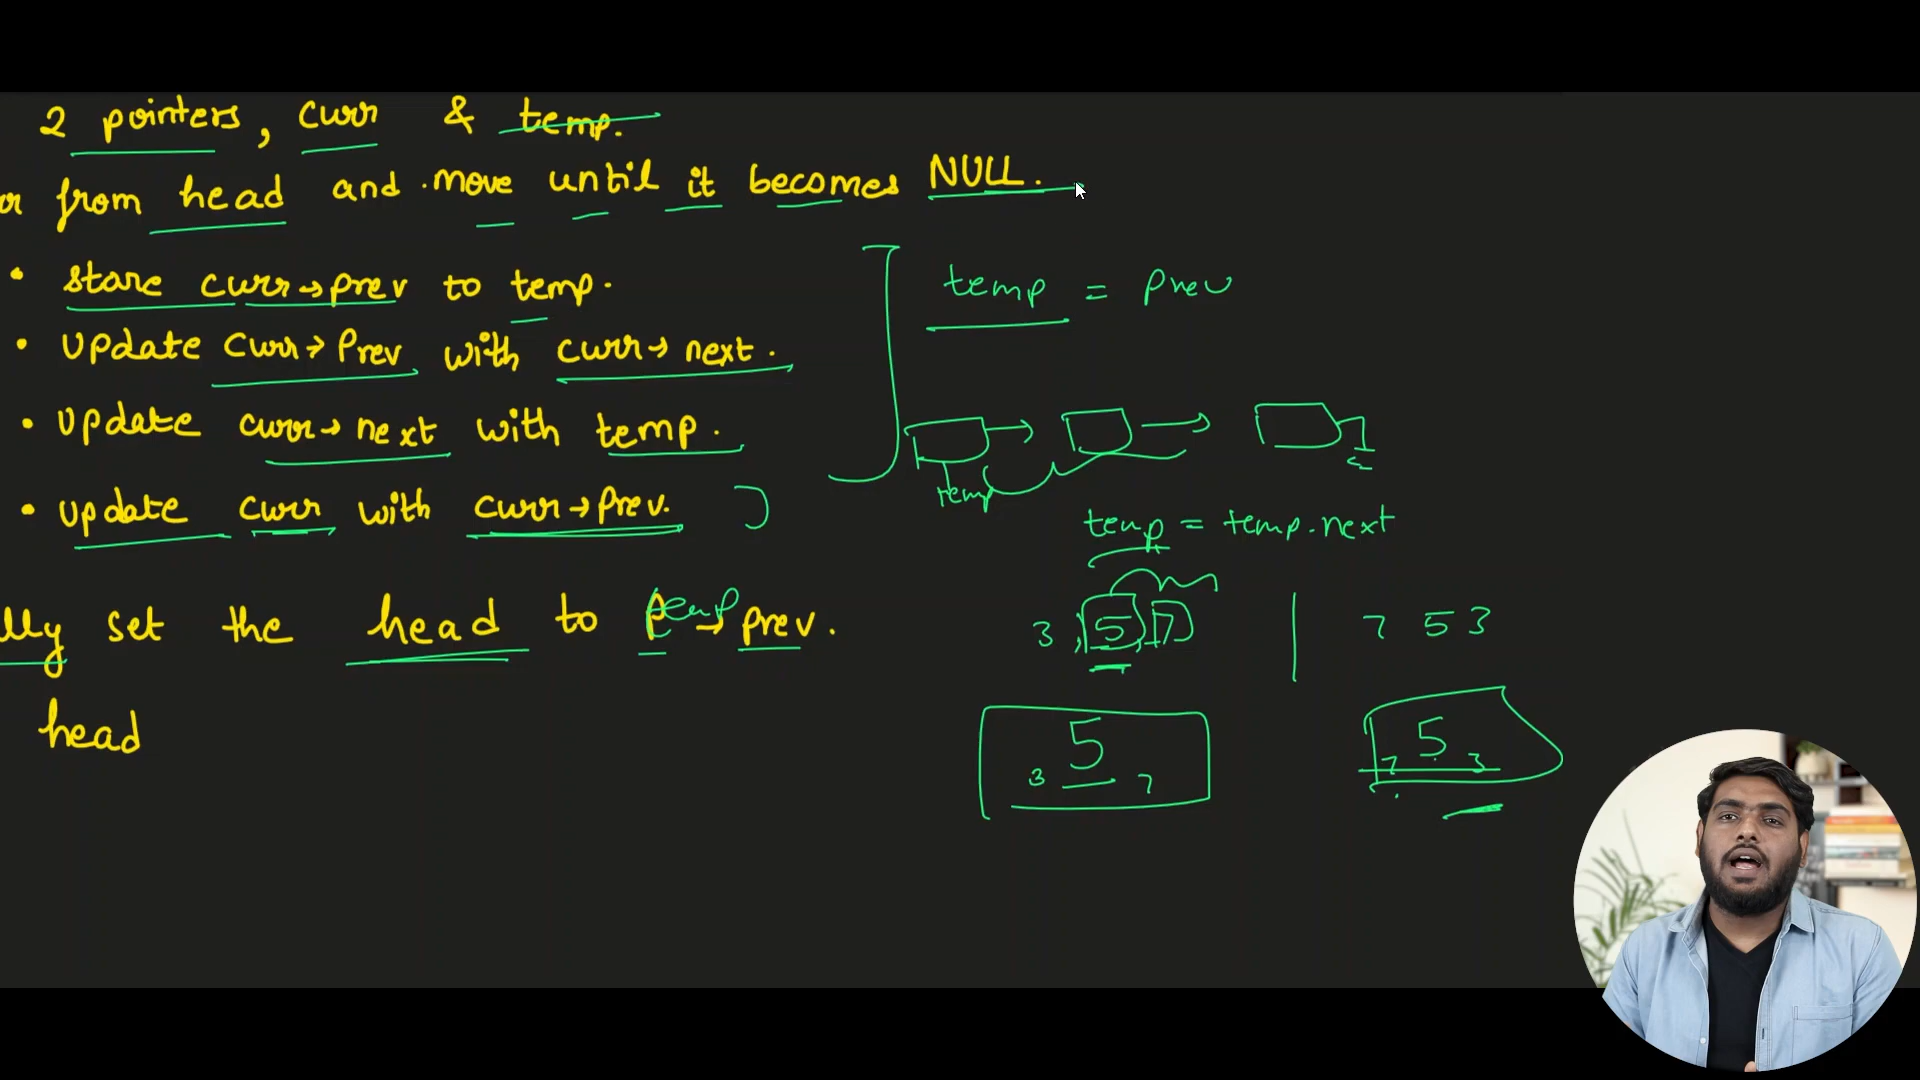 2 pointers, curr & temp.
or from head and move until it becomes NULL.
• store curr→prev to temp.
• update curr→Prev with curr→next.
• update curr→next with temp.
• update curr with curr→Prev.
lly set the head to temp→prev.
head
temp = prev
temp
temp = temp.next
3, 5, 7
7 5 3
5
3 7
5
7 3